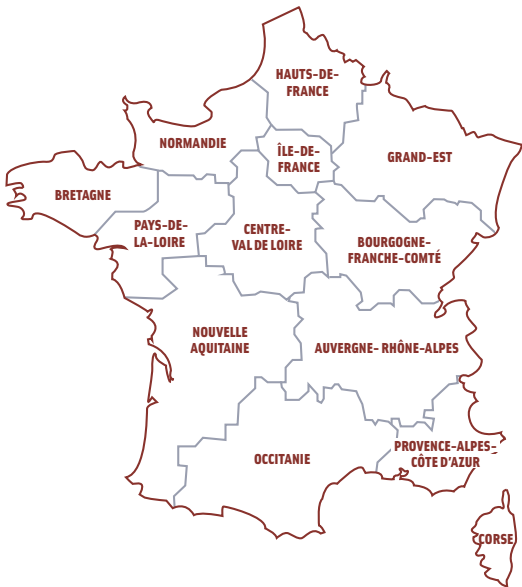 HAUTS-DE-
FRANCE
NORMANDIE
ÎLE-DE-
FRANCE
GRAND-EST
BRETAGNE
PAYS-DE-
LA-LOIRE
CENTRE-
VAL DE LOIRE
BOURGOGNE-
FRANCHE-COMTÉ
NOUVELLE
AQUITAINE
AUVERGNE-RHÔNE-ALPES
OCCITANIE
PROVENCE-ALPES-
CÔTE D'AZUR
CORSE